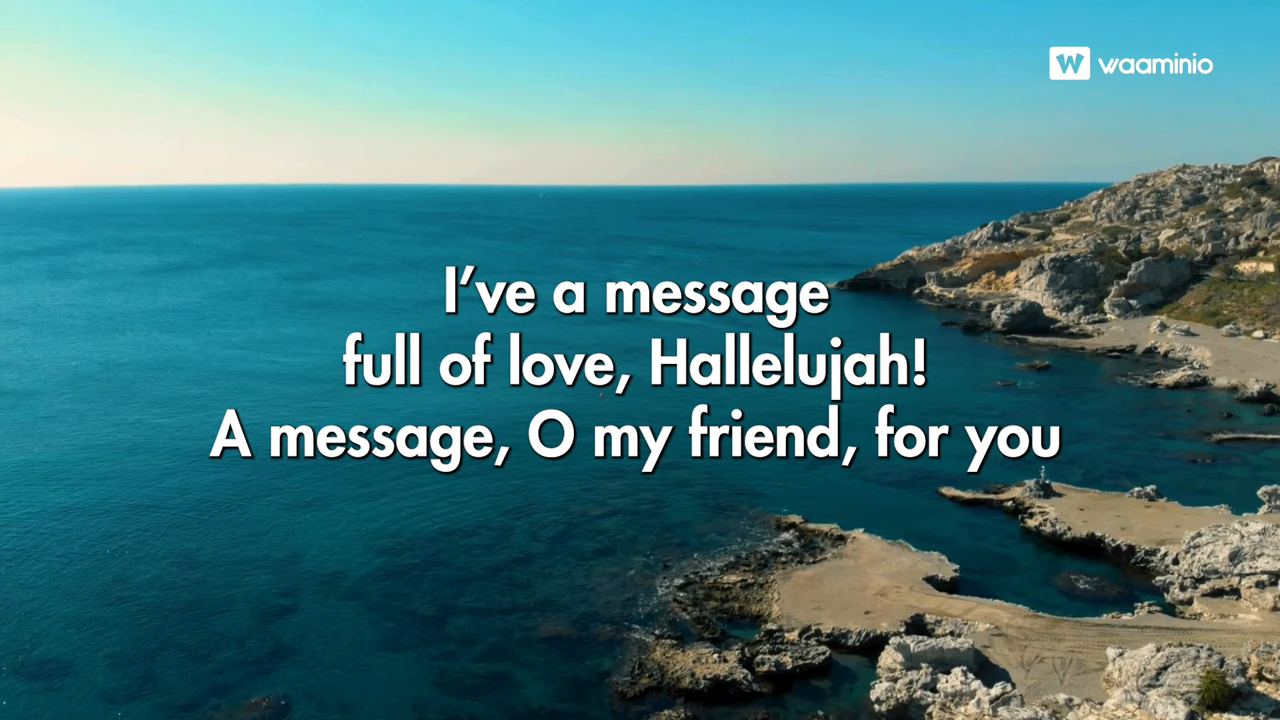 W waaminio
I've a message
full of love, Hallelujah!
A message, O my friend, for you